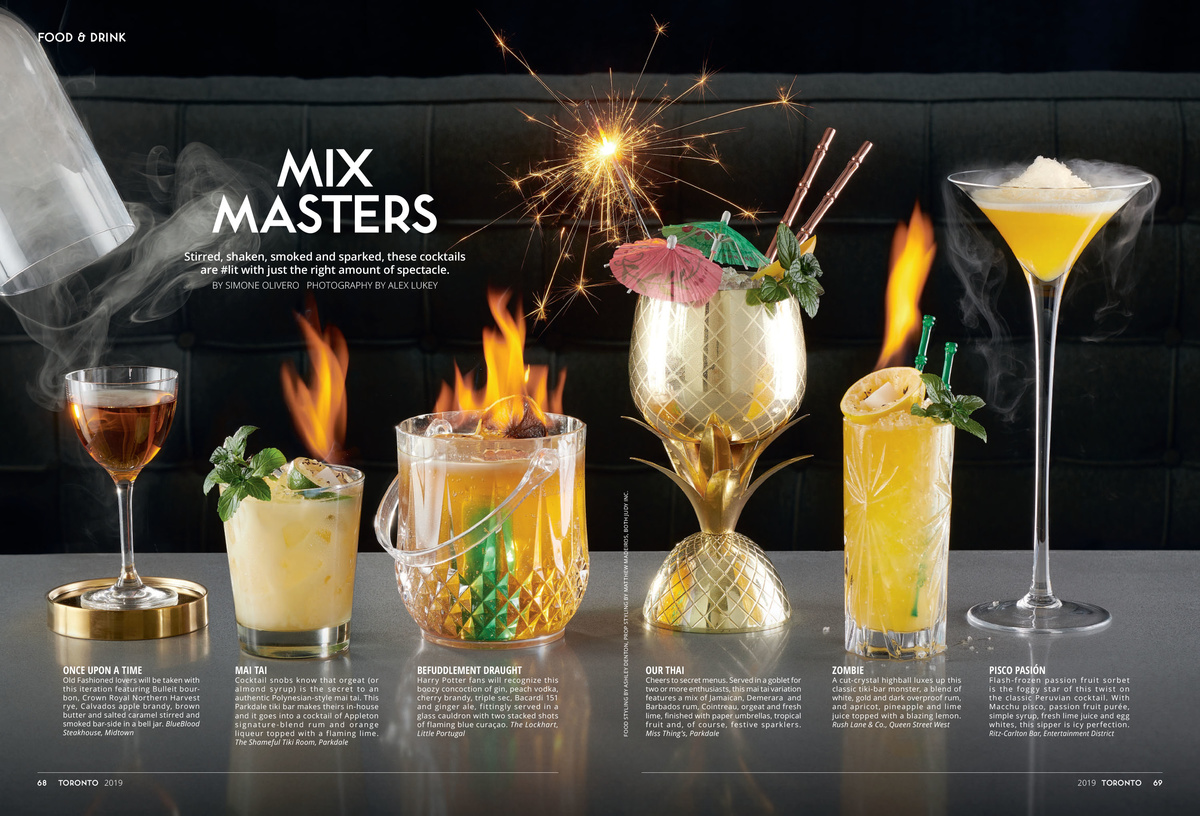 FOOD & DRINK
MIX
MASTERS
Stirred, shaken, smoked and sparked, these cocktails
are #lit with just the right amount of spectacle.
BY SIMONE OLIVERO PHOTOGRAPHY BY ALEX LUKEY
ONCE UPON A TIME
Old Fashioned lovers will be taken with
this iteration featuring Bulleit bour-
bon, Crown Royal Northern Harvest
rye, Calvados apple brandy, brown
butter and salted caramel stirred and
smoked bar-side in a bell jar. BlueBlood
Steakhouse, Midtown
MAI TAI
Cocktail snobs know that orgeat (or
almond syrup) is the secret to an
authentic Polynesian-style mai tai. This
Parkdale tiki bar makes theirs in-house
and it goes into a cocktail of Appleton
signature-blend rum and orange
liqueur topped with a flaming lime.
The Shameful Tiki Room, Parkdale
BEFUDDLEMENT DRAUGHT
Harry Potter fans will recognize this
boozy concoction of gin, peach vodka,
cherry brandy, triple sec, Bacardi 151
and ginger ale, fittingly served in a
glass cauldron with two stacked shots
of flaming blue curaçao. The Lockhart,
Little Portugal
FOOD STYLING BY ASHLEY DENTON, PROP STYLING BY MATTHEW MADEIROS, BOTH JUDY INC.
OUR THAI
Cheers to secret menus. Served in a goblet for
two or more enthusiasts, this mai tai variation
features a mix of Jamaican, Demerara and
Barbados rum, Cointreau, orgeat and fresh
lime, finished with paper umbrellas, tropical
fruit and, of course, festive sparklers.
Miss Thing's, Parkdale
ZOMBIE
A cut-crystal highball luxes up this
classic tiki-bar monster, a blend of
white, gold and dark overproof rum,
and apricot, pineapple and lime
juice topped with a blazing lemon.
Rush Lane & Co., Queen Street West
PISCO PASIÓN
Flash-frozen passion fruit sorbet
is the foggy star of this twist on
the classic Peruvian cocktail. With
Macchu pisco, passion fruit purée,
simple syrup, fresh lime juice and egg
whites, this sipper is icy perfection.
Ritz-Carlton Bar, Entertainment District
68 TORONTO 2019
2019 TORONTO 69